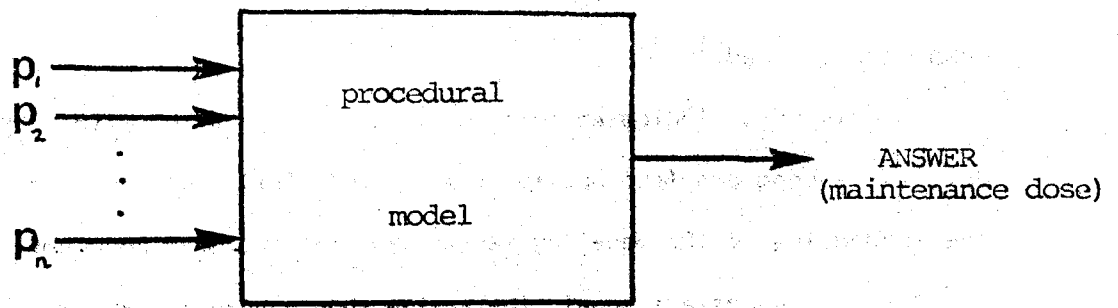 p₁
procedural
p₂
ANSWER
(maintenance dose)
model
pₙ